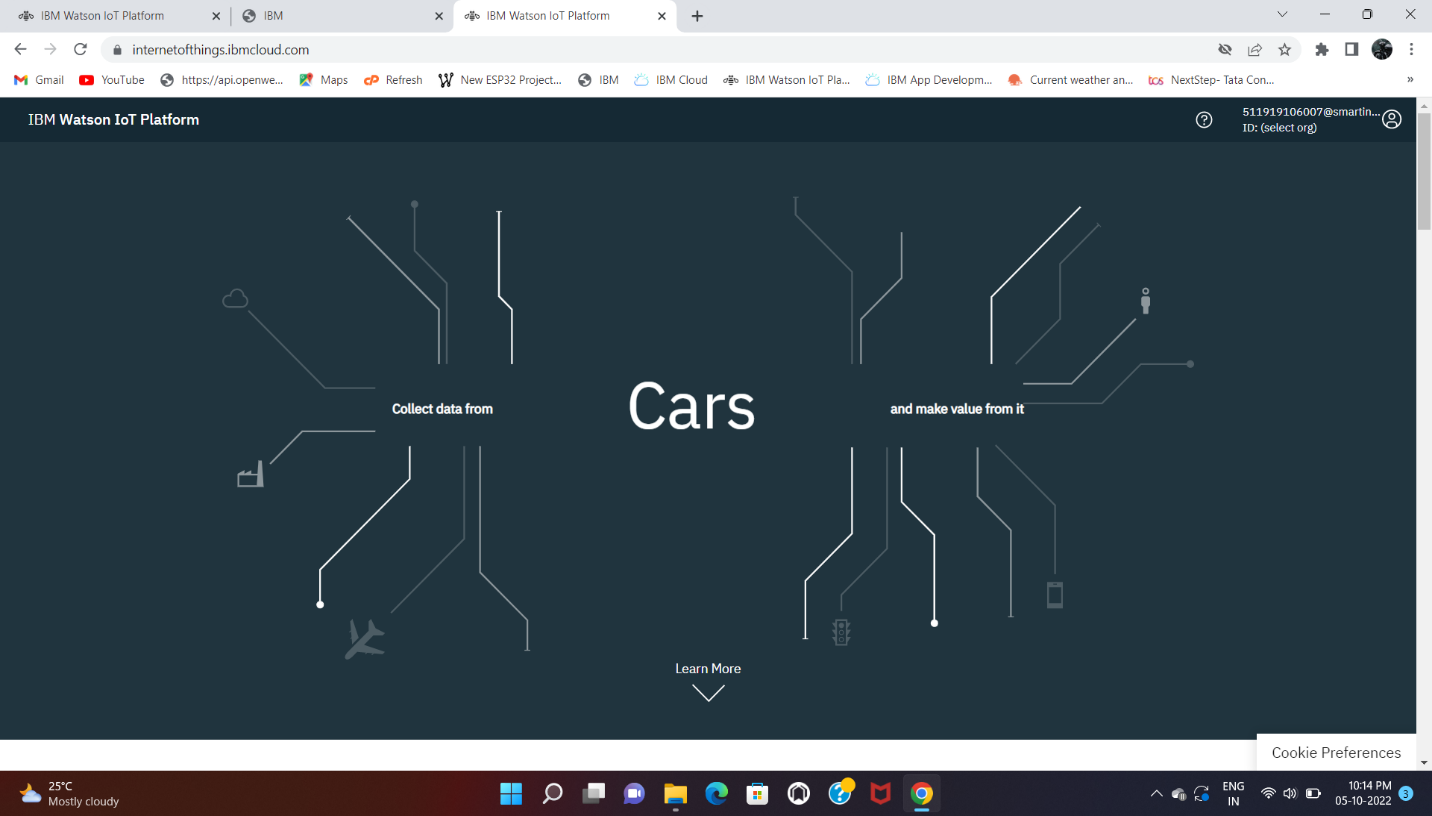 IBM Watson IoT Platform
IBM
IBM Watson IoT Platform
internetofthings.ibmcloud.com
Gmail
YouTube
https://api.openwe...
Maps
Refresh
New ESP32 Project...
IBM
IBM Cloud
IBM Watson IoT Pla...
IBM App Developm...
Current weather an...
NextStep- Tata Con...
»
IBM Watson IoT Platform
511919106007@smartin...
ID: (select org)
Collect data from
Cars
and make value from it
Learn More
Cookie Preferences
25°C
Mostly cloudy
ENG
IN
10:14 PM
05-10-2022
3